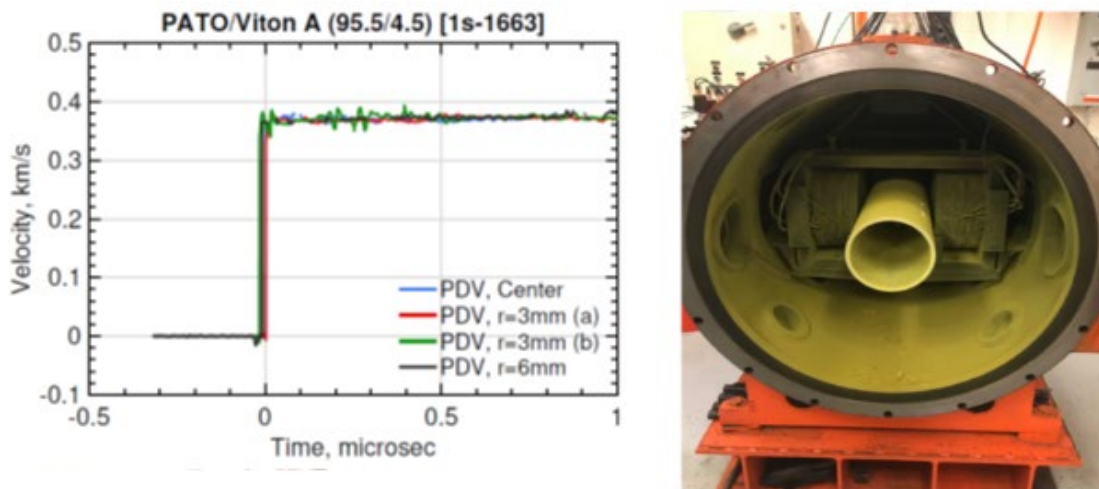 PATO/Viton A (95.5/4.5) [1s-1663]
0.5
0.4
0.3
0.2
0.1
0
-0.1
Velocity, km/s
PDV, Center
PDV, r=3mm (a)
PDV, r=3mm (b)
PDV, r=6mm
-0.5
0
0.5
1
Time, microsec